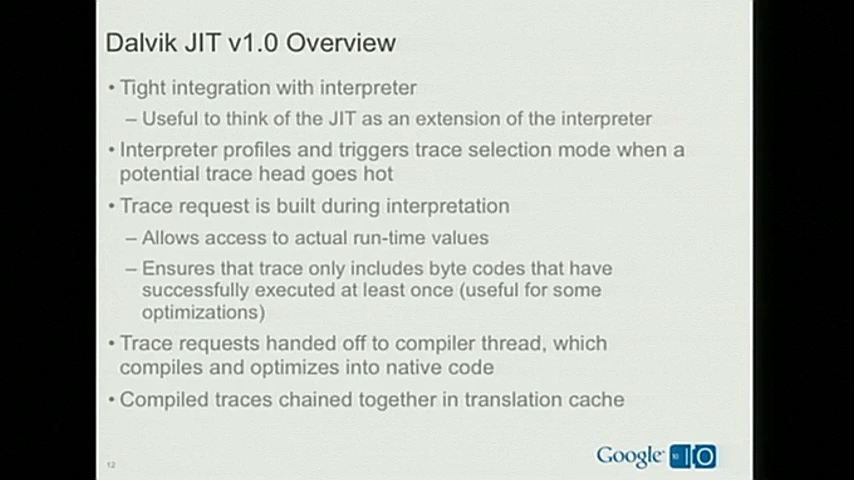 Dalvik JIT v1.0 Overview
• Tight integration with interpreter
– Useful to think of the JIT as an extension of the interpreter
• Interpreter profiles and triggers trace selection mode when a
potential trace head goes hot
• Trace request is built during interpretation
– Allows access to actual run-time values
– Ensures that trace only includes byte codes that have
successfully executed at least once (useful for some
optimizations)
• Trace requests handed off to compiler thread, which
compiles and optimizes into native code
• Compiled traces chained together in translation cache
12
Google 10 IO